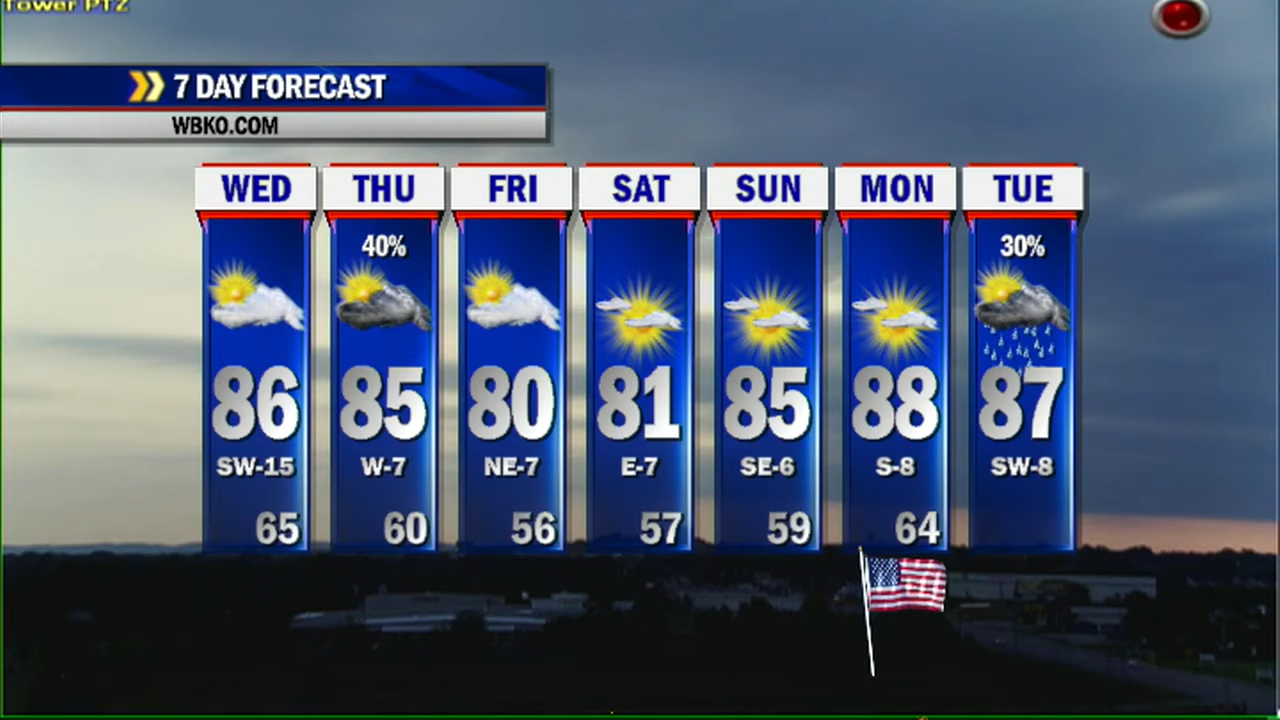 Tower PTZ
7 DAY FORECAST
WBKO.COM
WED THU FRI SAT SUN MON TUE
40% 30%
86 85 80 81 85 88 87
SW-15 W-7 NE-7 E-7 SE-6 S-8 SW-8
65 60 56 57 59 64